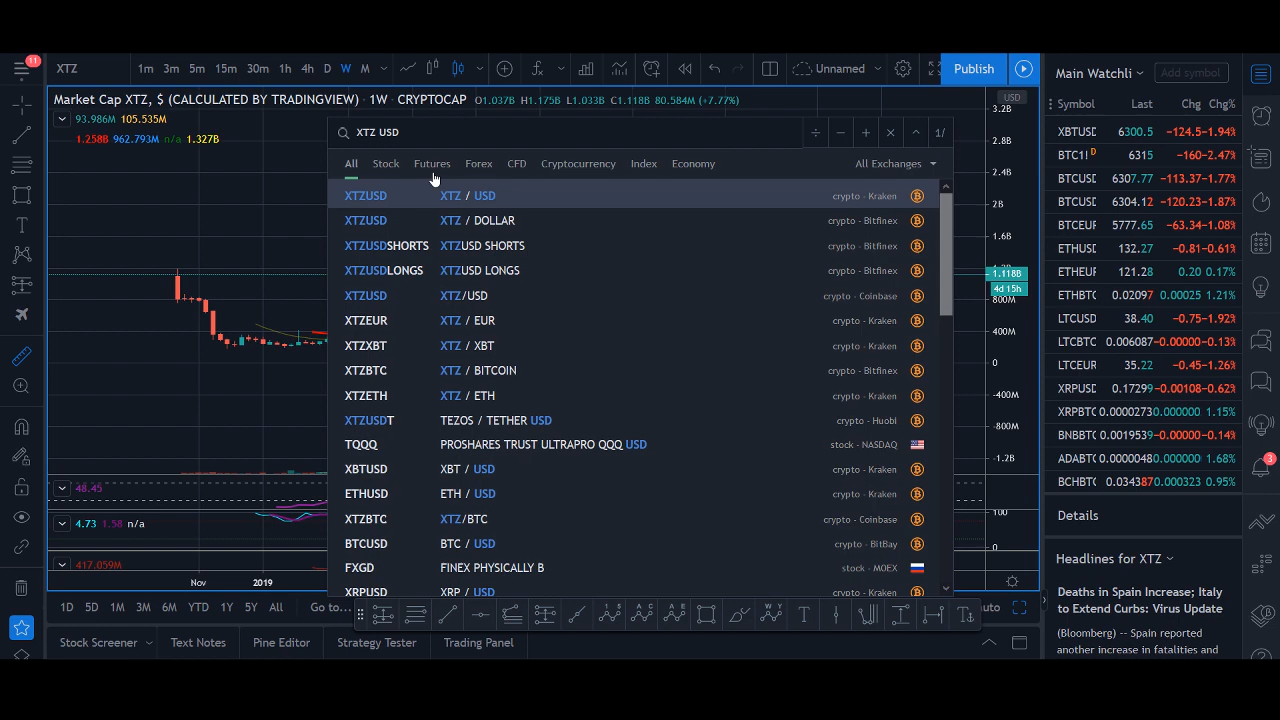 11
XTZ 1m 3m 5m 15m 30m 1h 4h D W M Unnamed Publish
Main Watchli Add symbol
Market Cap XTZ, $ (CALCULATED BY TRADINGVIEW) 1W CRYPTOCAP O1.037B H1.175B L1.033B C1.118B 80.584M (+7.77%) USD
Symbol Last Chg Chg%
93.986M 105.535M
1.258B 962.793M n/a 1.327B
XTZ USD
1/
All Stock Futures Forex CFD Cryptocurrency Index Economy All Exchanges
XTZUSD XTZ / USD crypto - Kraken
XTZUSD XTZ / DOLLAR crypto - Bitfinex
XTZUSDSHORTS XTZUSD SHORTS crypto - Bitfinex
XTZUSDLONGS XTZUSD LONGS crypto - Bitfinex
XTZUSD XTZ/USD crypto - Coinbase
XTZEUR XTZ / EUR crypto - Kraken
XTZXBT XTZ / XBT crypto - Kraken
XTZBTC XTZ / BITCOIN crypto - Bitfinex
XTZETH XTZ / ETH crypto - Kraken
XTZUSDT TEZOS / TETHER USD crypto - Huobi
TQQQ PROSHARES TRUST ULTRAPRO QQQ USD stock - NASDAQ
XBTUSD XBT / USD crypto - Kraken
ETHUSD ETH / USD crypto - Kraken
XTZBTC XTZ/BTC crypto - Coinbase
BTCUSD BTC / USD crypto - BitBay
FXGD FINEX PHYSICALLY B stock - MOEX
XRPUSD XRP / USD crypto - Kraken
3.2B
2.8B
2.4B
2B
1.118B
4d 15h
800M
400M
0
-400M
-800M
-1.2B
100
0
48.45
4.73 1.58 n/a
417.059M
Nov 2019
XBTUSD 6300.5 -124.5 -1.94%
BTC1! D 6315 -160 -2.47%
BTCUSD 6307.77 -113.37 -1.77%
BTCUSD 6304.12 -120.23 -1.87%
BTCEUR 5777.65 -63.34 -1.08%
ETHUSD 132.27 -0.81 -0.61%
ETHEUR 121.28 0.20 0.17%
ETHBTC 0.02097 0.00025 1.21%
LTCUSD 38.40 -0.75 -1.92%
LTCBTC 0.006087 -0.00000 -0.13%
LTCEUR 35.22 -0.45 -1.26%
XRPUSD 0.17299 -0.00108 -0.62%
XRPBTC 0.0000273 0.000000 1.15%
BNBBTC 0.0019539 -0.00000 -0.14%
ADABTC 0.0000048 0.000000 1.68%
BCHBTC 0.034387 0.000323 0.95%
3
Details
Headlines for XTZ
Deaths in Spain Increase; Italy
to Extend Curbs: Virus Update
(Bloomberg) -- Spain reported
another increase in fatalities and
1D 5D 1M 3M 6M YTD 1Y 5Y All Go to... auto
Stock Screener Text Notes Pine Editor Strategy Tester Trading Panel